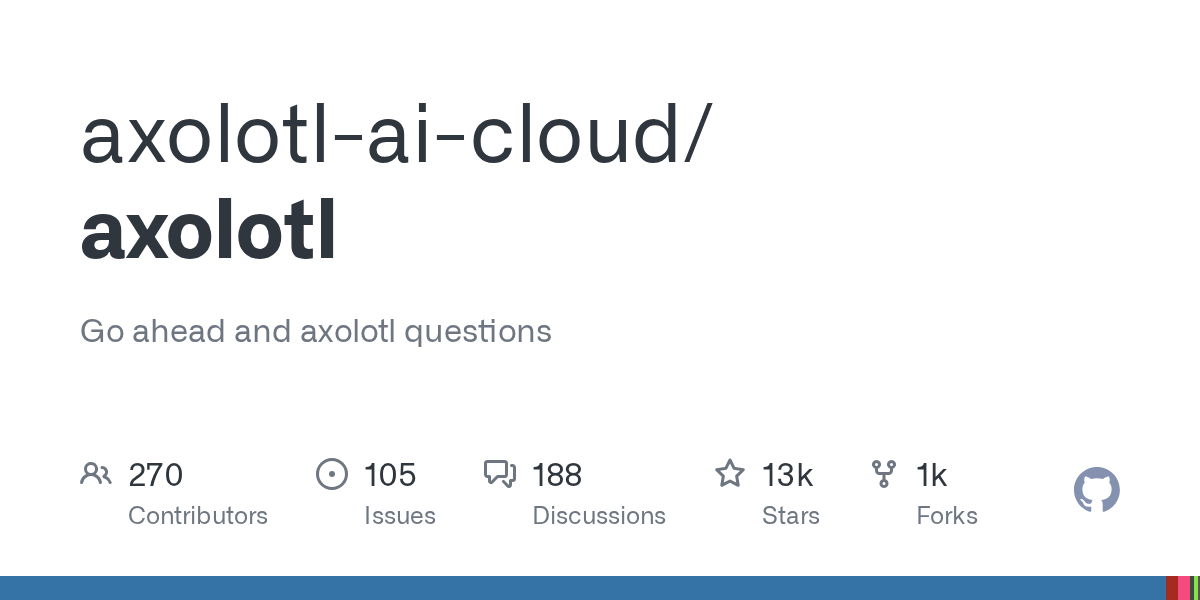 axolotl-ai-cloud/
axolotl
Go ahead and axolotl questions
270 105 188 13k 1k
Contributors Issues Discussions Stars Forks